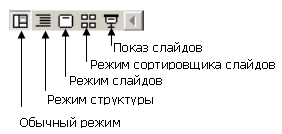 Показ слайдов
Режим сортировщика слайдов
Режим слайдов
Режим структуры
Обычный режим